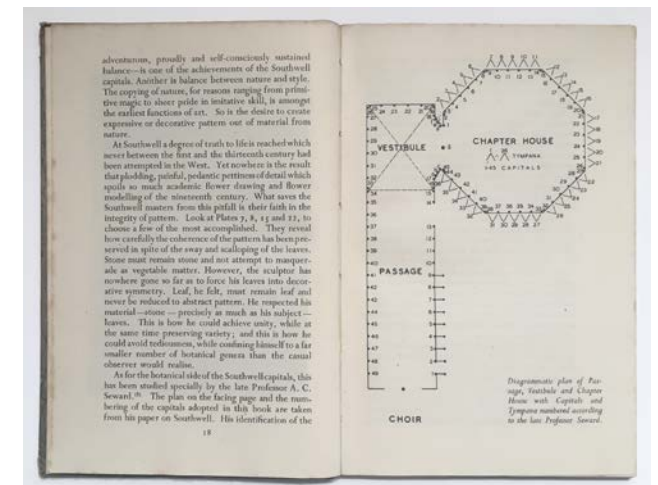 adventurous, proudly and self-consciously sustained
balance—is one of the achievements of the Southwell
capitals. Another is balance between nature and style.
The copying of nature, for reasons ranging from primi-
tive magic to sheer pride in imitative skill, is amongst
the earliest functions of art. So is the desire to create
expressive or decorative pattern out of material from
nature.
At Southwell a degree of truth to life is reached which
never between the first and the thirteenth century had
been attempted in the West. Yet nowhere is the result
that plodding, painful, pedantic pettiness of detail which
spoils so much academic flower drawing and flower
modelling of the nineteenth century. What saves the
Southwell masters from this pitfall is their faith in the
integrity of pattern. Look at Plates 7, 8, 15 and 22, to
choose a few of the most accomplished. They reveal
how carefully the coherence of the pattern has been pre-
served in spite of the sway and scalloping of the leaves.
Stone must remain stone and not attempt to masquer-
ade as vegetable matter. However, the sculptor has
nowhere gone so far as to force his leaves into decor-
ative symmetry. Leaf, he felt, must remain leaf and
never be reduced to abstract pattern. He respected his
material—stone—precisely as much as his subject—
leaves. This is how he could achieve unity, while at
the same time preserving variety; and this is how he
could avoid tediousness, while confining himself to a far
smaller number of botanical genera than the casual
observer would realise.
As for the botanical side of the Southwell capitals, this
has been studied specially by the late Professor A. C.
Seward. The plan on the facing page and the num-
bering of the capitals adopted in this book are taken
from his paper on Southwell. His identification of the
18
VESTIBULE
CHAPTER HOUSE
TYMPANA
CAPITALS
PASSAGE
CHOIR
Diagrammatic plan of Pas-
sage, Vestibule and Chapter
House with Capitals and
Tympana numbered according
to the late Professor Seward.